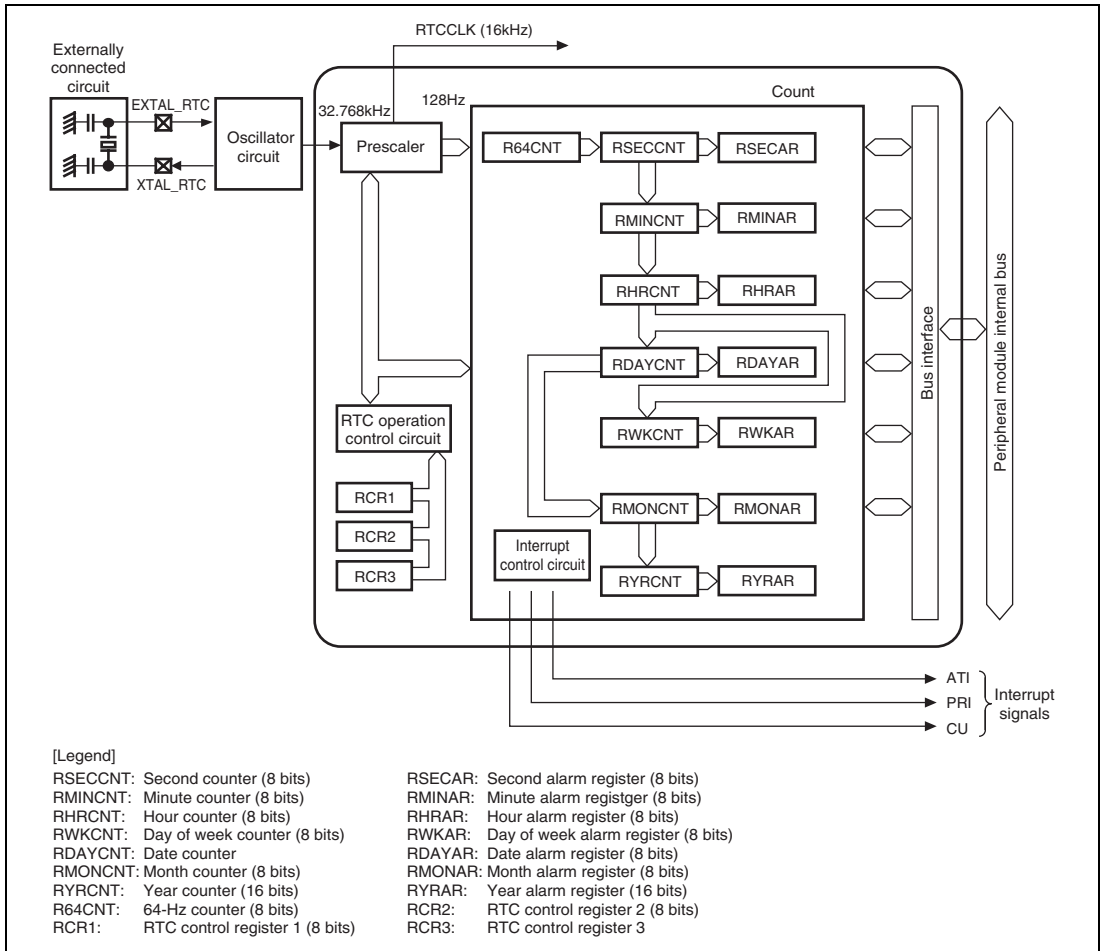 RTCCLK (16kHz)
Externally
connected
circuit
EXTAL_RTC
XTAL_RTC
Oscillator
circuit
32.768kHz
128Hz
Prescaler
Count
R64CNT
RSECCNT
RSECAR
RMINCNT
RMINAR
RHRCNT
RHRAR
RDAYCNT
RDAYAR
RWKCNT
RWKAR
RMONCNT
RMONAR
RYRCNT
RYRAR
RTC operation
control circuit
RCR1
RCR2
RCR3
Interrupt
control circuit
Bus interface
Peripheral module internal bus
ATI
PRI
CU
Interrupt
signals
[Legend]
RSECCNT: Second counter (8 bits)
RMINCNT: Minute counter (8 bits)
RHRCNT: Hour counter (8 bits)
RWKCNT: Day of week counter (8 bits)
RDAYCNT: Date counter
RMONCNT: Month counter (8 bits)
RYRCNT: Year counter (16 bits)
R64CNT: 64-Hz counter (8 bits)
RCR1: RTC control register 1 (8 bits)
RSECAR: Second alarm register (8 bits)
RMINAR: Minute alarm registger (8 bits)
RHRAR: Hour alarm register (8 bits)
RWKAR: Day of week alarm register (8 bits)
RDAYAR: Date alarm register (8 bits)
RMONAR: Month alarm register (8 bits)
RYRAR: Year alarm register (16 bits)
RCR2: RTC control register 2 (8 bits)
RCR3: RTC control register 3